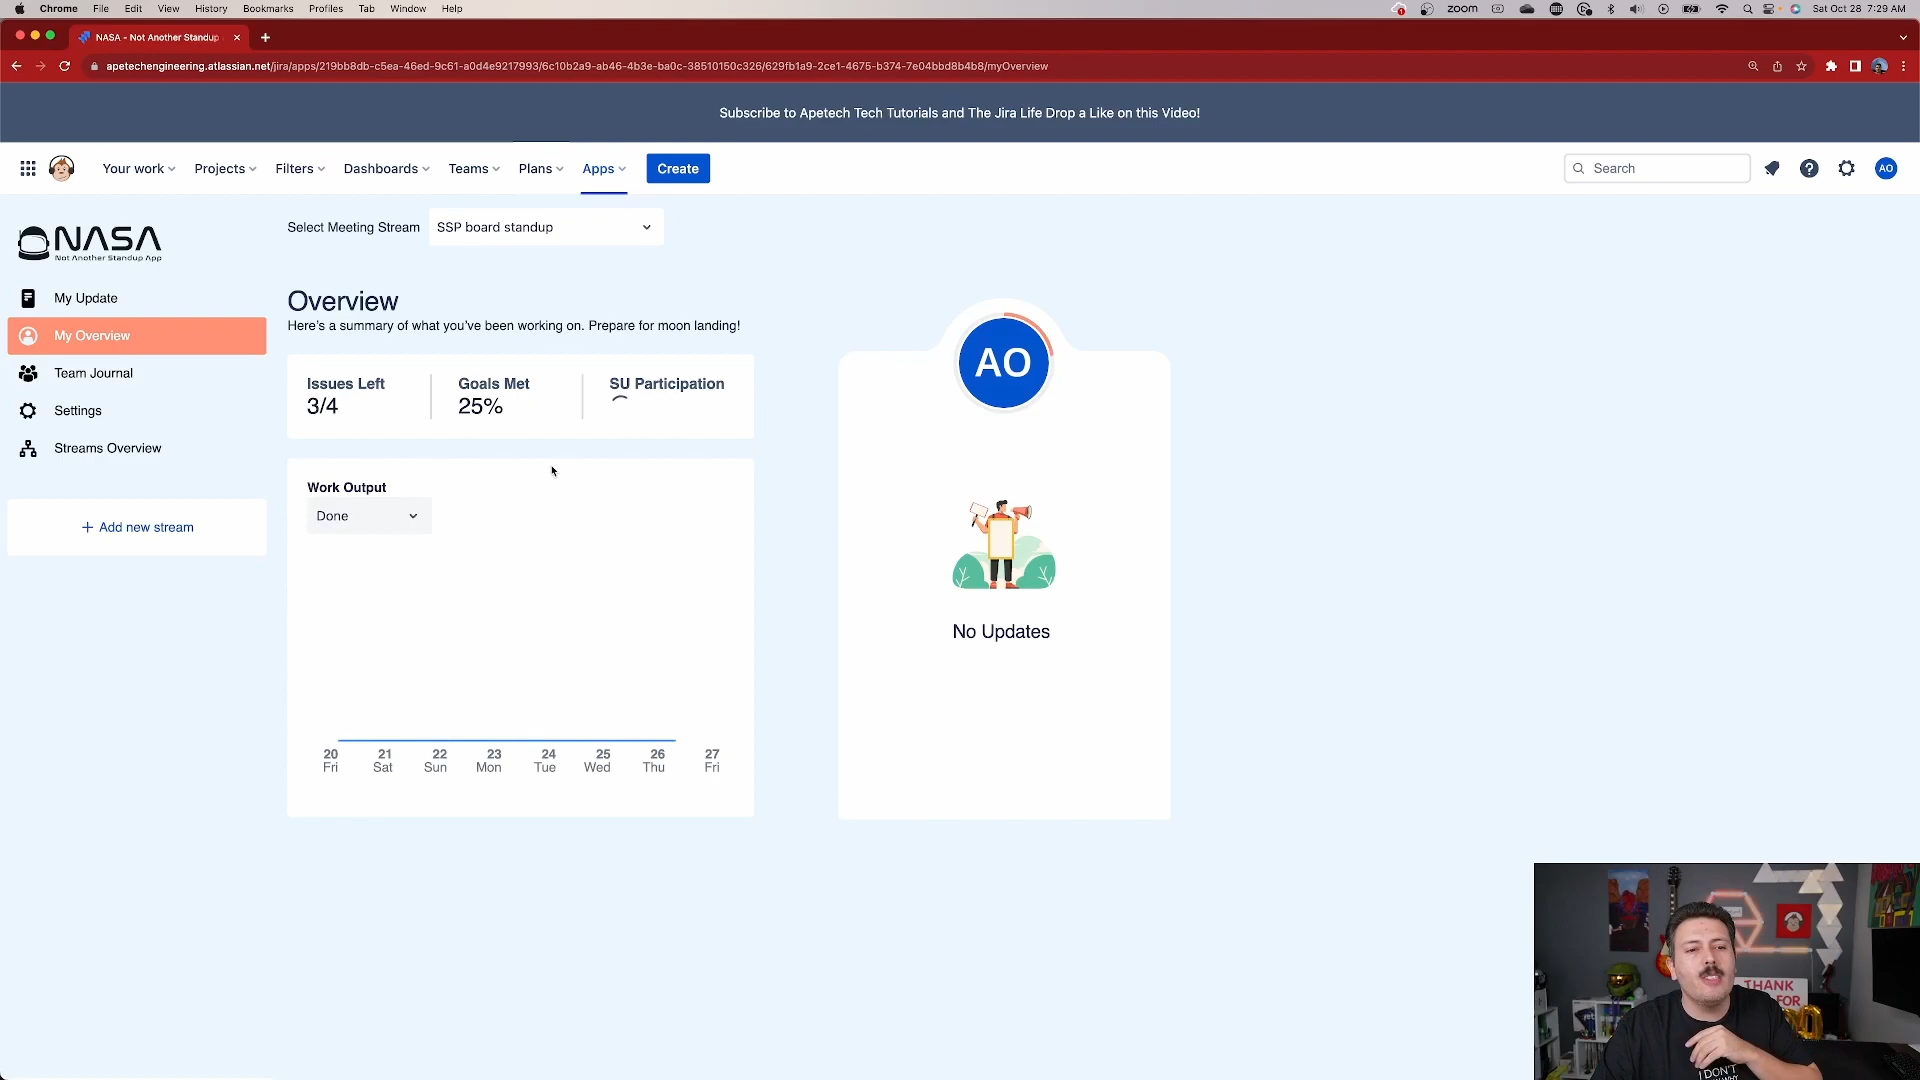 Chrome File Edit View History Bookmarks Profiles Tab Window Help
zoom
Sat Oct 28 7:29 AM
NASA - Not Another Standup
apetechengineering.atlassian.net/jira/apps/219bb8db-c5ea-46ed-9c61-a0d4e9217993/6c10b2a9-ab46-4b3e-ba0c-38510150c326/629fb1a9-2ce1-4675-b374-7e04bbd8b4b8/myOverview
Subscribe to Apetech Tech Tutorials and The Jira Life Drop a Like on this Video!
Your work Projects Filters Dashboards Teams Plans Apps Create
Search
AO
NASA
Not Another Standup App
My Update
My Overview
Team Journal
Settings
Streams Overview
+ Add new stream
Select Meeting Stream SSP board standup
Overview
Here's a summary of what you've been working on. Prepare for moon landing!
Issues Left Goals Met SU Participation
3/4 25%
Work Output
Done
20 21 22 23 24 25 26 27
Fri Sat Sun Mon Tue Wed Thu Fri
AO
No Updates
THANK
FOR
I DON'T